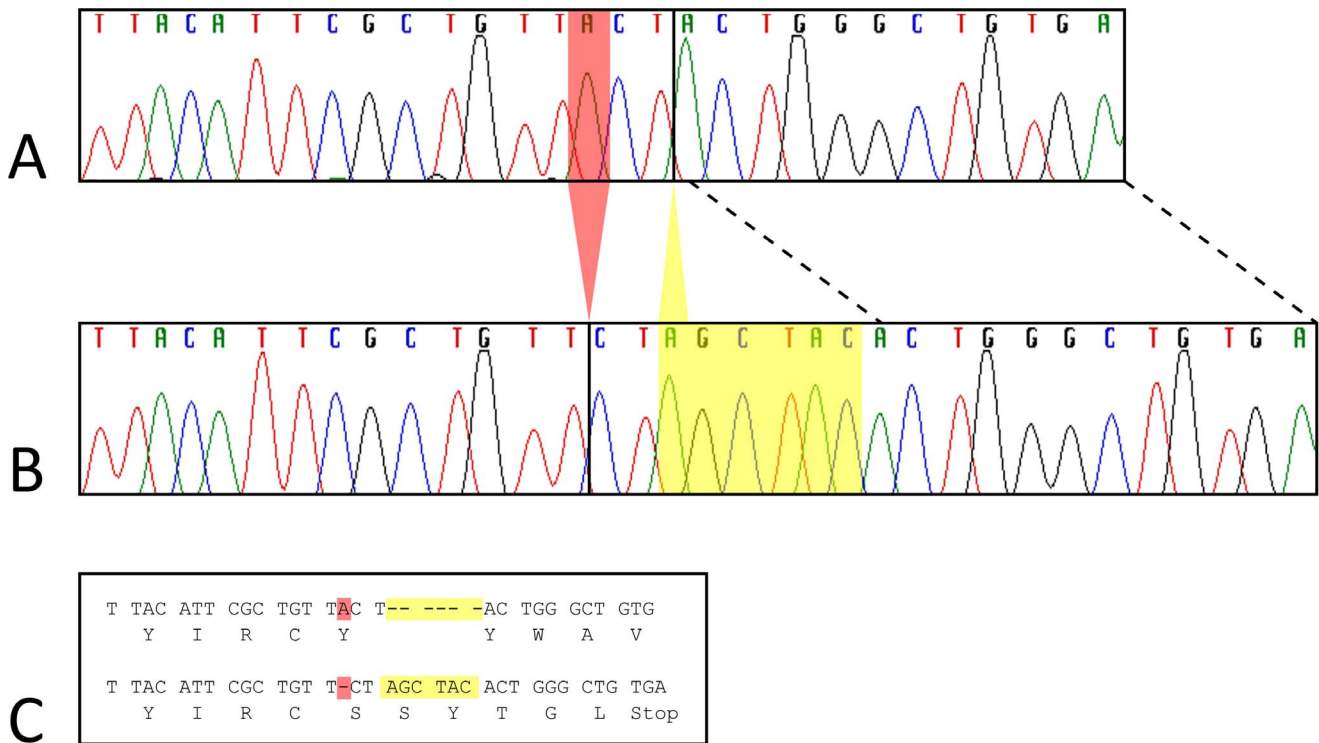 T T A C A T T C G C T G T T A C T A C T G G G C T G T G A
A
T T A C A T T C G C T G T T C T A G C T A C A C T G G G C T G T G A
B
T TAC ATT CGC TGT TAC T-- --- -AC TGG GCT GTG
Y I R C Y Y W A V
T TAC ATT CGC TGT T-CT AGC TAC ACT GGG CTG TGA
Y I R C S S Y T G L Stop
C